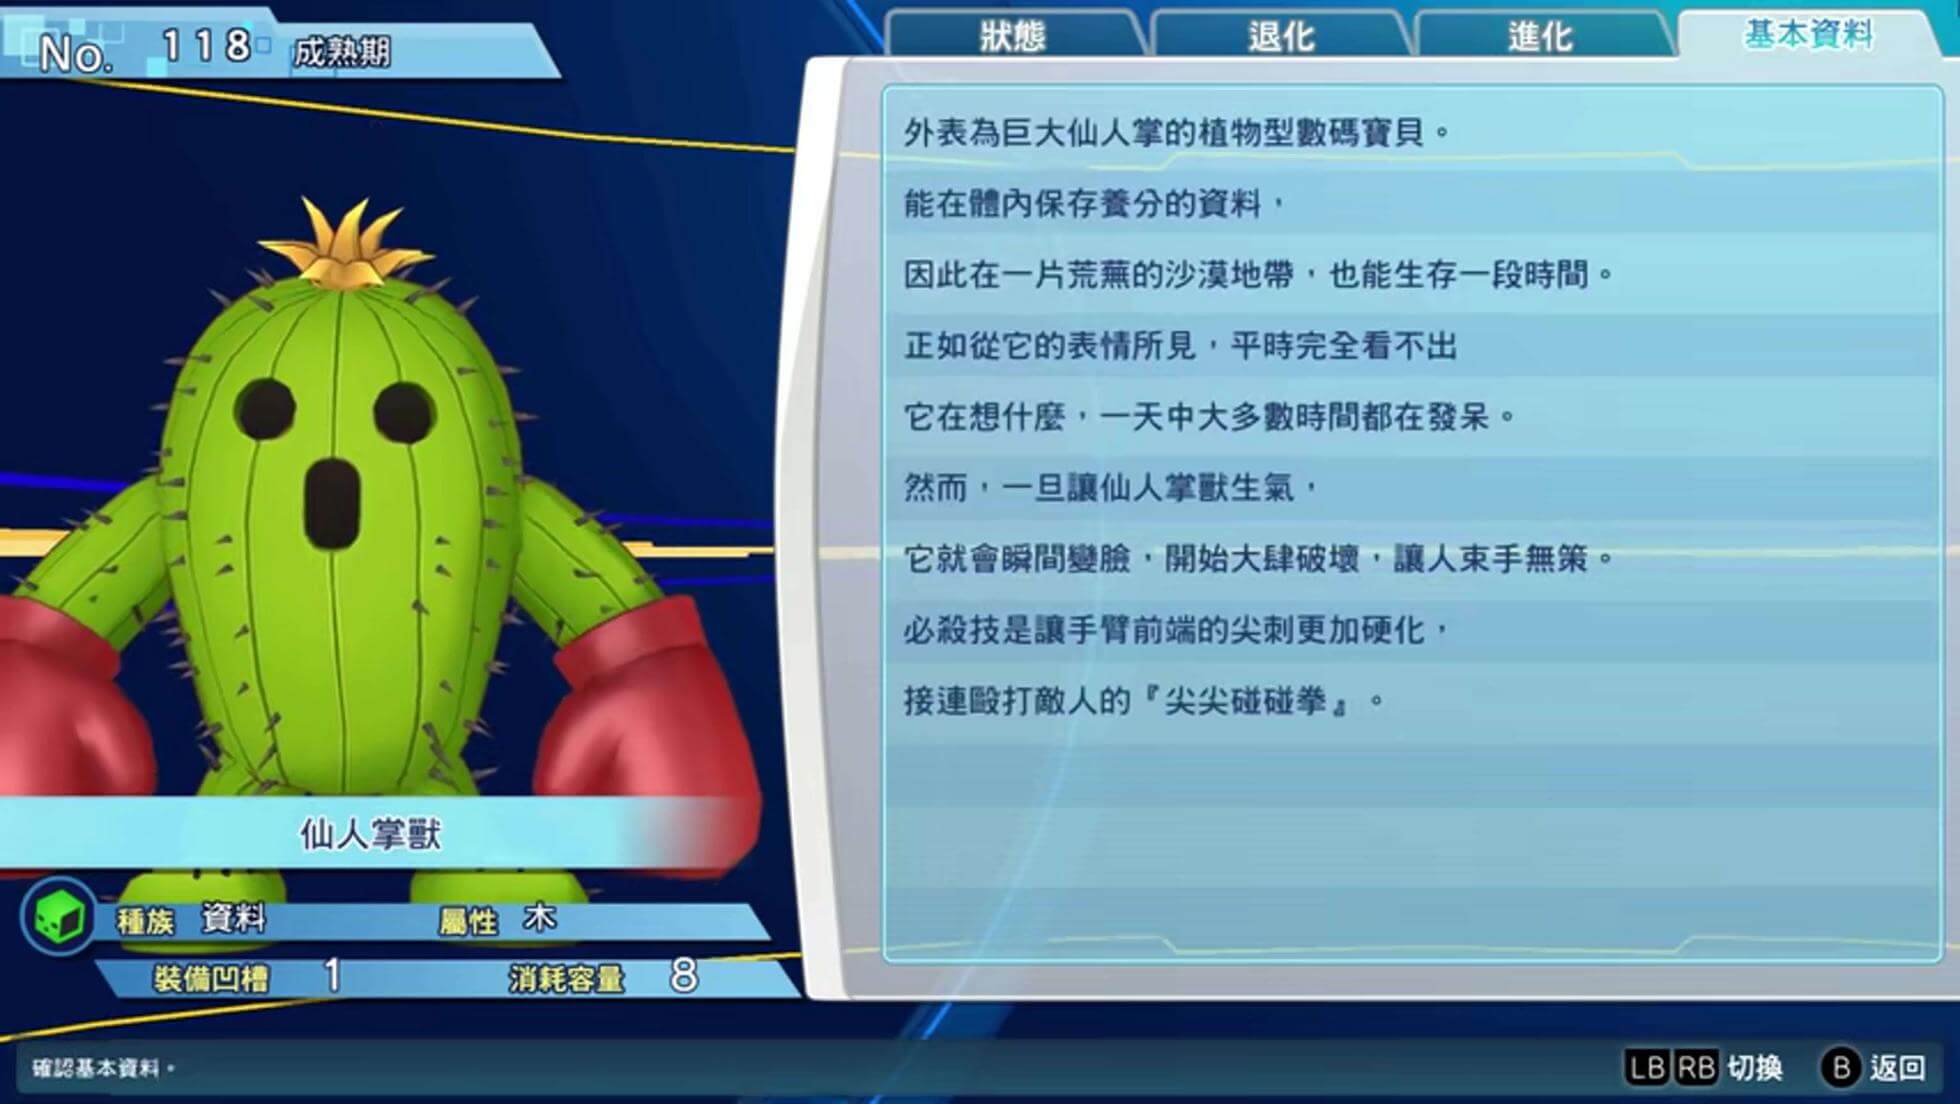 No. 118 成熟期
狀態 退化 進化 基本資料
外表為巨大仙人掌的植物型數碼寶貝。
能在體內保存養分的資料，
因此在一片荒蕪的沙漠地帶，也能生存一段時間。
正如從它的表情所見，平時完全看不出
它在想什麼，一天中大多數時間都在發呆。
然而，一旦讓仙人掌獸生氣，
它就會瞬間變臉，開始大肆破壞，讓人束手無策。
必殺技是讓手臂前端的尖刺更加硬化，
接連毆打敵人的『尖尖碰碰拳』。
仙人掌獸
種族 資料 屬性 木
裝備凹槽 1 消耗容量 8
確認基本資料。
LB RB 切換 B 返回